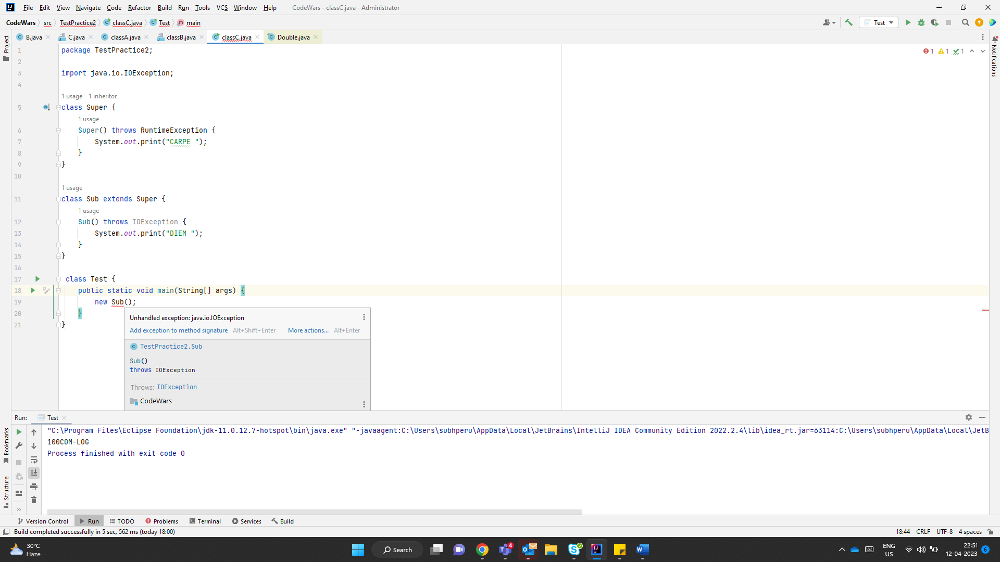 File Edit View Navigate Code Refactor Build Run Tools VCS Window Help CodeWars - classC.java - Administrator
CodeWars src TestPractice2 classC.java Test main Test
B.java C.java classA.java classB.java classC.java Double.java
Project
Notifications
1 package TestPractice2; 1 1 1
2
3 import java.io.IOException;
4
1 usage 1 inheritor
5 class Super {
1 usage
6 Super() throws RuntimeException {
7 System.out.print("CARPE ");
8 }
9 }
10
1 usage
11 class Sub extends Super {
1 usage
12 Sub() throws IOException {
13 System.out.print("DIEM ");
14 }
15 }
16
17 class Test {
18 public static void main(String[] args) {
19 new Sub();
20 }
21 }
Unhandled exception: java.io.IOException
Add exception to method signature Alt+Shift+Enter More actions... Alt+Enter
TestPractice2.Sub
Sub()
throws IOException
Throws: IOException
CodeWars
Run: Test
Bookmarks
Structure
"C:\Program Files\Eclipse Foundation\jdk-11.0.12.7-hotspot\bin\java.exe" "-javaagent:C:\Users\subhperu\AppData\Local\JetBrains\IntelliJ IDEA Community Edition 2022.2.4\lib\idea_rt.jar=63114:C:\Users\subhperu\AppData\Local\JetB
100COM-LOG
Process finished with exit code 0
Version Control Run TODO Problems Terminal Services Build
Build completed successfully in 5 sec, 562 ms (today 18:00) 18:44 CRLF UTF-8 4 spaces
30°C
Haze
Search
4
ENG
US
22:51
12-04-2023
6